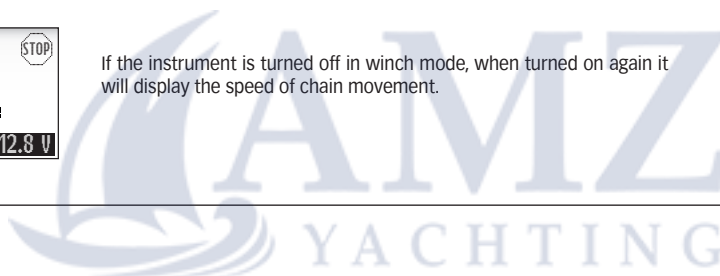 STOP
If the instrument is turned off in winch mode, when turned on again it
will display the speed of chain movement.
12.8 V
AMZ
YACHTING